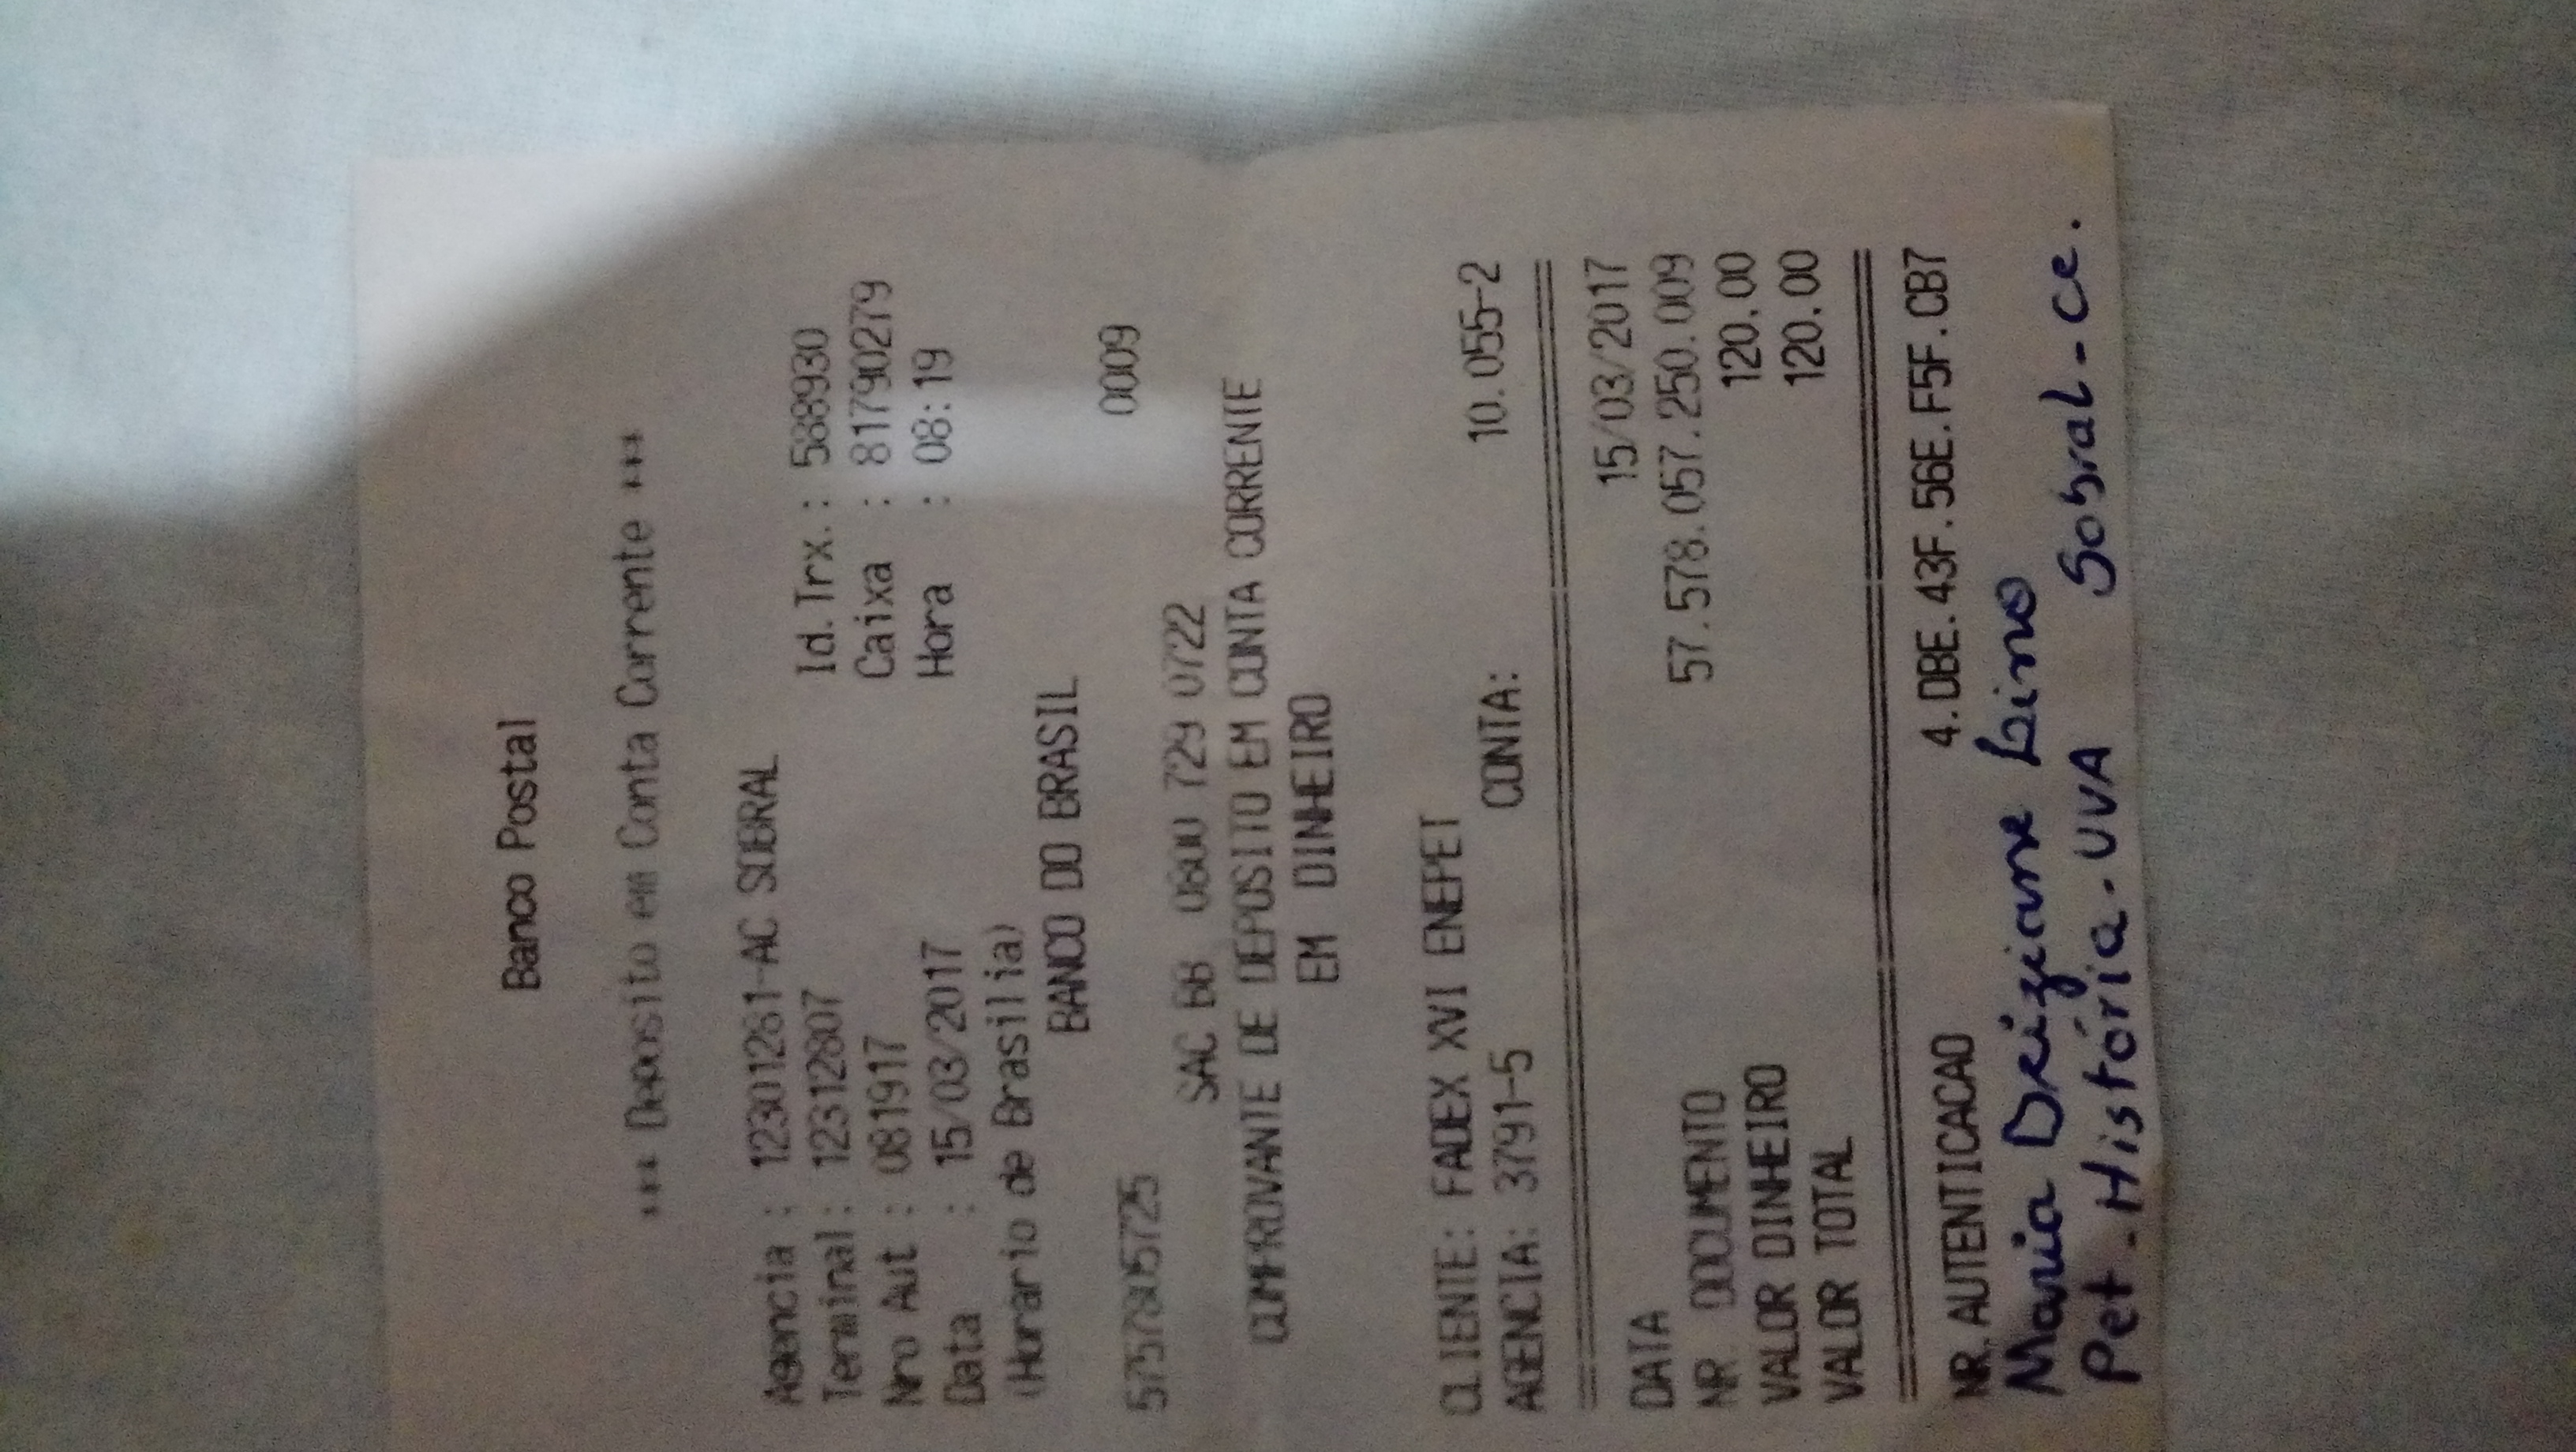 Banco Postal
*** Deposito em Conta Corrente ***
Agencia : 12301281-AC SOBRAL
Terminal: 12312807 Id.Trx.: 588930
Nro Aut : 081917 Caixa : 81790279
Data : 15/03/2017 Hora : 08:19
(Horario de Brasilia)
BANCO DO BRASIL
5757805725 0009
SAC BB 0800 729 0722
COMPROVANTE DE DEPOSITO EM CONTA CORRENTE
EM DINHEIRO
CLIENTE: FADEX XVI ENEPET
AGENCIA: 3791-5 CONTA: 10.055-2
DATA 15/03/2017
NR. DOCUMENTO 57.578.057.250.009
VALOR DINHEIRO 120.00
VALOR TOTAL 120.00
NR.AUTENTICACAO 4.DBE.43F.56E.F5F.CB7
Maria Deiziane Lino
Pet - História - UVA Sobral - Ce.